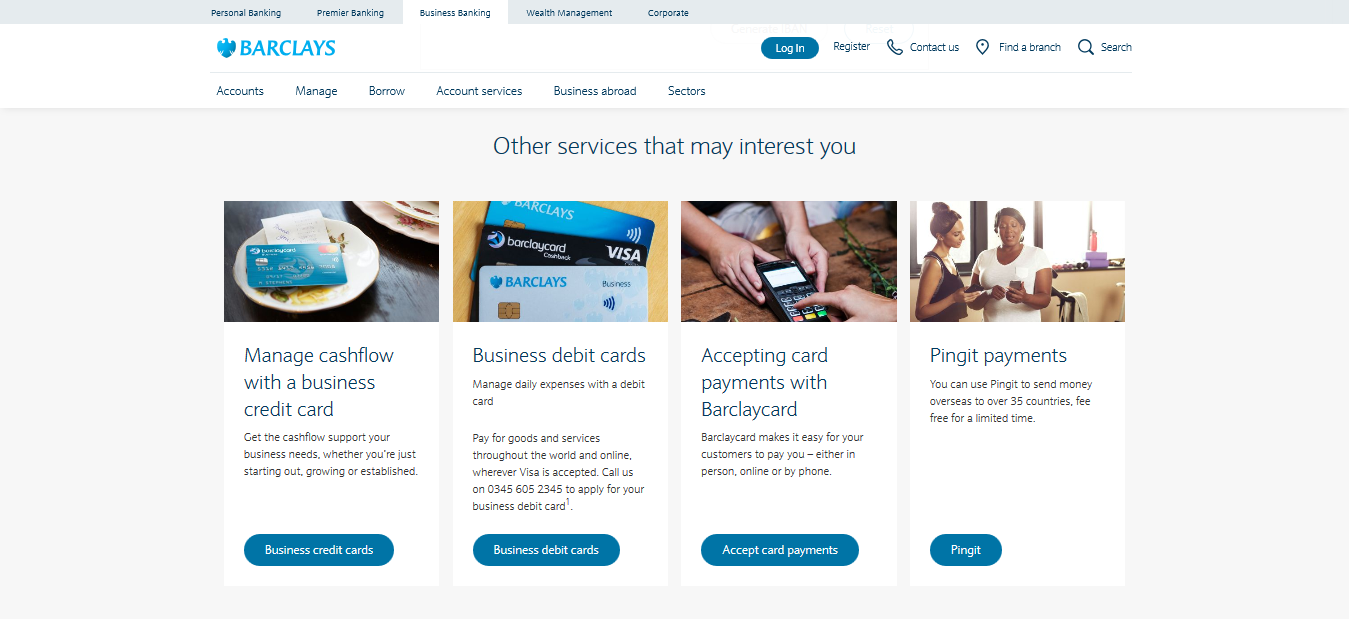 Personal Banking Premier Banking Business Banking Wealth Management Corporate
BARCLAYS
Log In Register Contact us Find a branch Search
Accounts Manage Borrow Account services Business abroad Sectors
Other services that may interest you
barclaycard
BARCLAYS
barclaycard
Cashback
VISA
BARCLAYS
Business
Manage cashflow
with a business
credit card
Get the cashflow support your
business needs, whether you're just
starting out, growing or established.
Business credit cards
Business debit cards
Manage daily expenses with a debit
card
Pay for goods and services
throughout the world and online,
wherever Visa is accepted. Call us
on 0345 605 2345 to apply for your
business debit card1.
Business debit cards
Accepting card
payments with
Barclaycard
Barclaycard makes it easy for your
customers to pay you – either in
person, online or by phone.
Accept card payments
Pingit payments
You can use Pingit to send money
overseas to over 35 countries, fee
free for a limited time.
Pingit